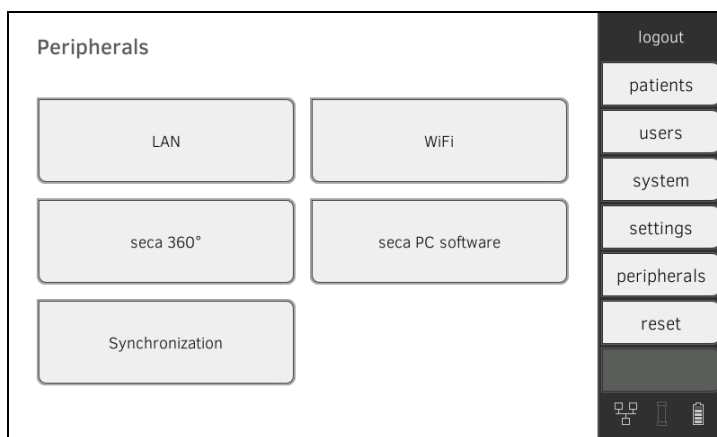 Peripherals
LAN
WiFi
seca 360°
seca PC software
Synchronization
logout
patients
users
system
settings
peripherals
reset